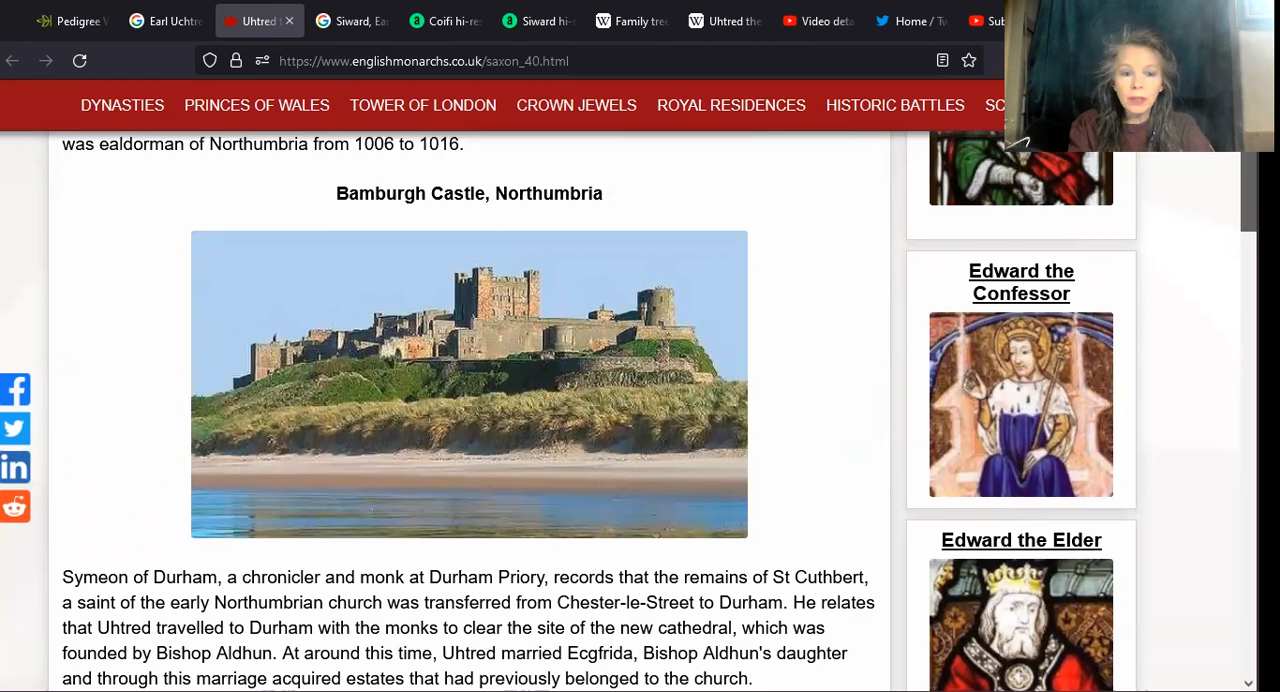 Pedigree
Earl Uchtre
Uhtred
Siward, Ea
Coifi hi-re
Siward hi-
Family tree
Uhtred the
Video deta
Home / Tw
Sub
https://www.englishmonarchs.co.uk/saxon_40.html
DYNASTIES PRINCES OF WALES TOWER OF LONDON CROWN JEWELS ROYAL RESIDENCES HISTORIC BATTLES SC
was ealdorman of Northumbria from 1006 to 1016.
Bamburgh Castle, Northumbria
Symeon of Durham, a chronicler and monk at Durham Priory, records that the remains of St Cuthbert,
a saint of the early Northumbrian church was transferred from Chester-le-Street to Durham. He relates
that Uhtred travelled to Durham with the monks to clear the site of the new cathedral, which was
founded by Bishop Aldhun. At around this time, Uhtred married Ecgfrida, Bishop Aldhun's daughter
and through this marriage acquired estates that had previously belonged to the church.
Edward the
Confessor
Edward the Elder